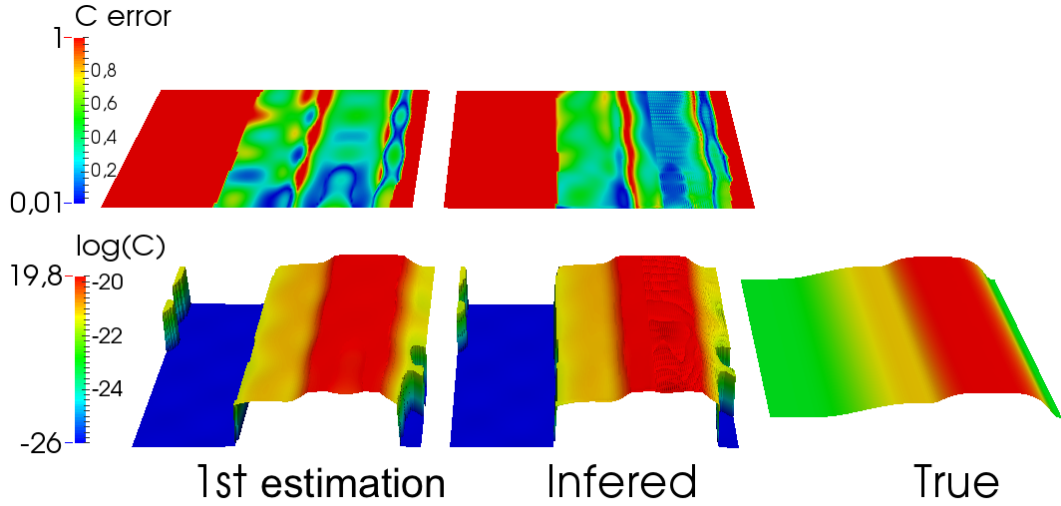 C error
1
0,8
0,6
0,4
0,2
0,01
log(C)
19,8
-20
-22
-24
-26
1st estimation
Infered
True